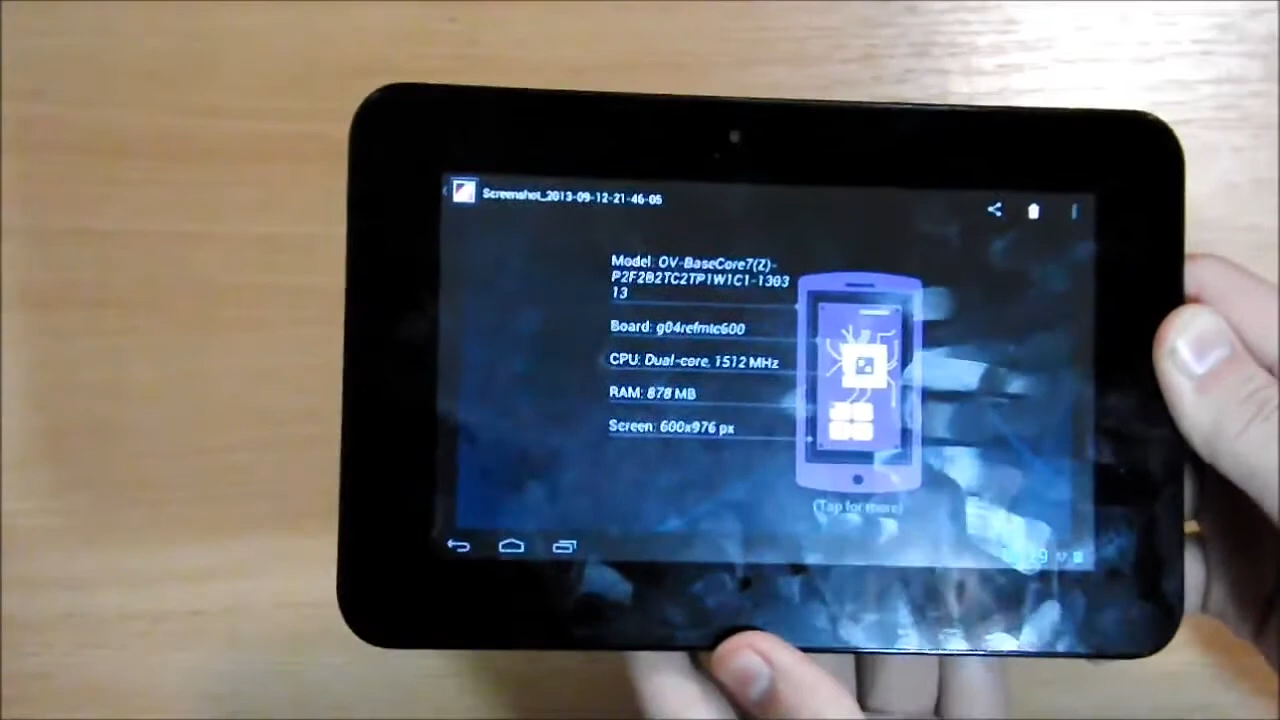 Screenshot_2013-09-12-21-46-05
Model: OV-BaseCore7(Z)-
P2F2B2TC2TP1W1C1-1303
13
Board: g04refmtc600
CPU: Dual-core, 1512 MHz
RAM: 878 MB
Screen: 600x976 px
(Tap for more)